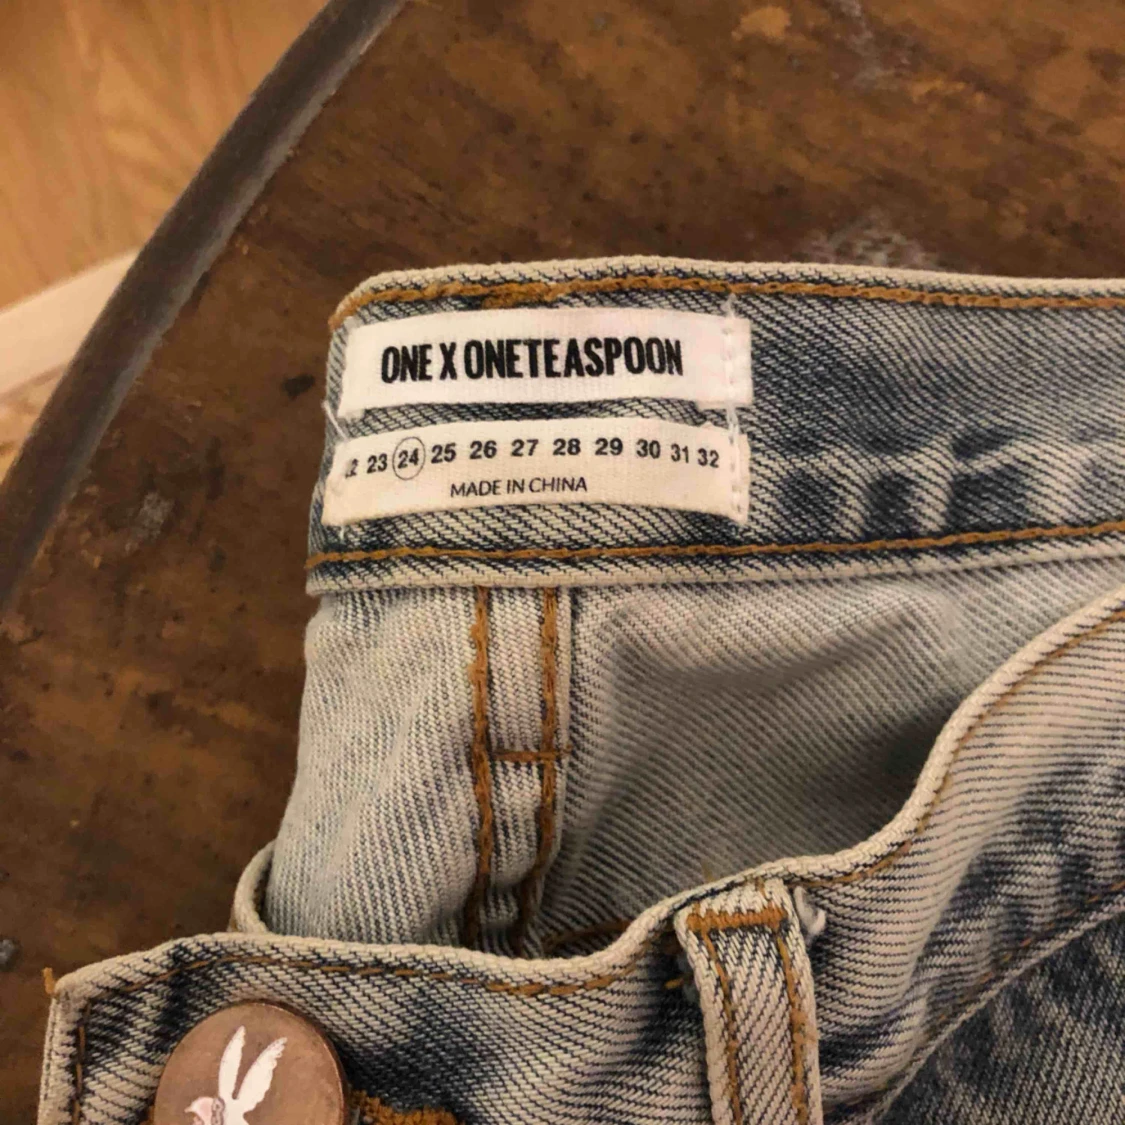 ONE X ONETEASPOON
23 24 25 26 27 28 29 30 31 32
MADE IN CHINA